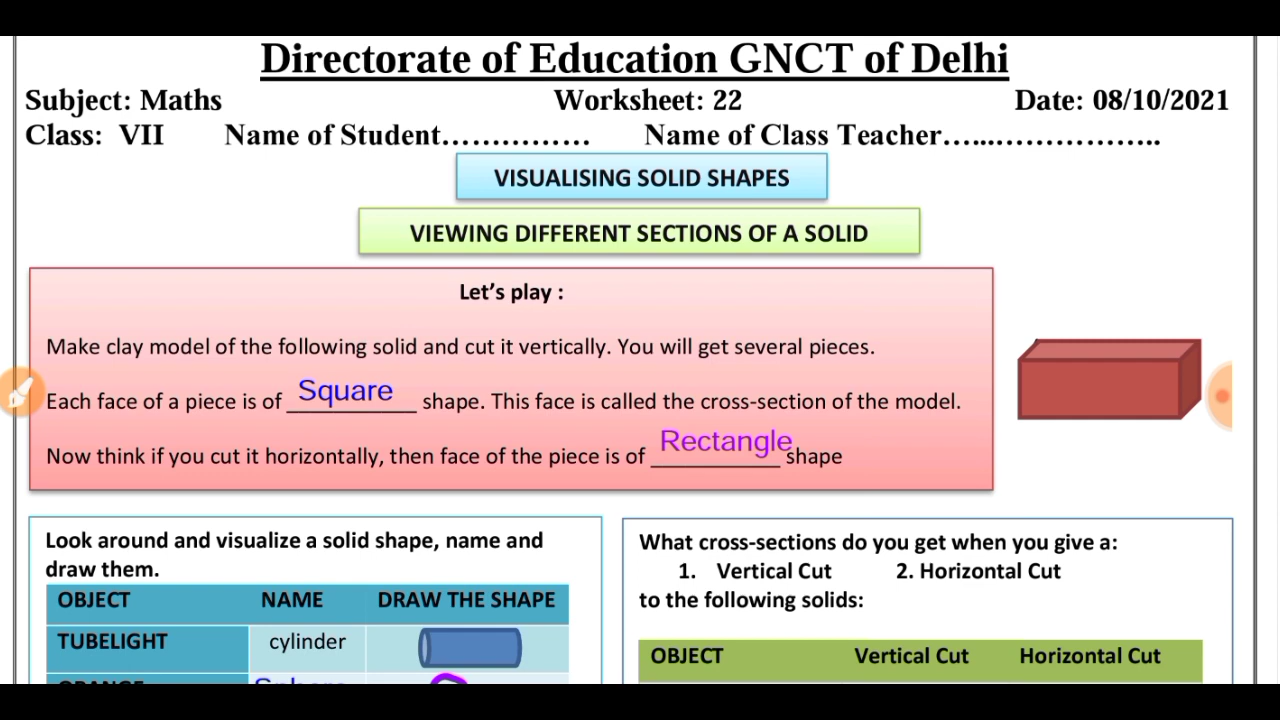 Directorate of Education GNCT of Delhi
Subject: Maths Worksheet: 22 Date: 08/10/2021
Class: VII Name of Student…………… Name of Class Teacher…...……………..
VISUALISING SOLID SHAPES
VIEWING DIFFERENT SECTIONS OF A SOLID
Let’s play :
Make clay model of the following solid and cut it vertically. You will get several pieces.
Each face of a piece is of Square shape. This face is called the cross-section of the model.
Now think if you cut it horizontally, then face of the piece is of Rectangle shape
Look around and visualize a solid shape, name and
draw them.
OBJECT NAME DRAW THE SHAPE
TUBELIGHT cylinder
What cross-sections do you get when you give a:
1. Vertical Cut 2. Horizontal Cut
to the following solids:
OBJECT Vertical Cut Horizontal Cut